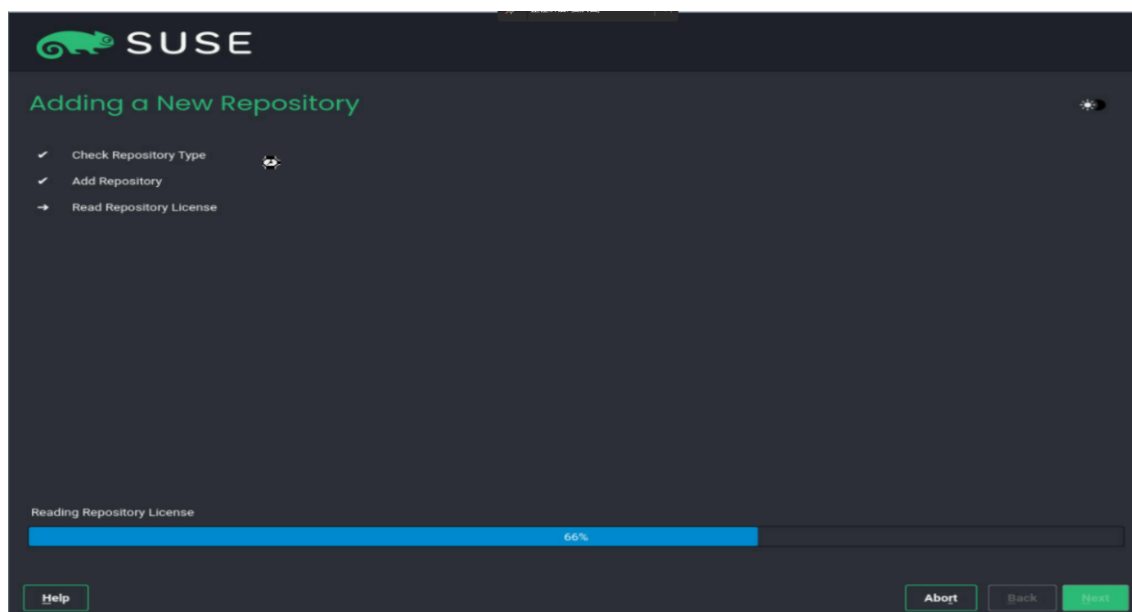 SUSE
Adding a New Repository
Check Repository Type
Add Repository
Read Repository License
Reading Repository License
66%
Help
Abort
Back
Next